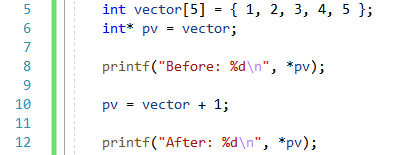 5 int vector[5] = { 1, 2, 3, 4, 5 };
6 int* pv = vector;
7
8 printf("Before: %d\n", *pv);
9
10 pv = vector + 1;
11
12 printf("After: %d\n", *pv);